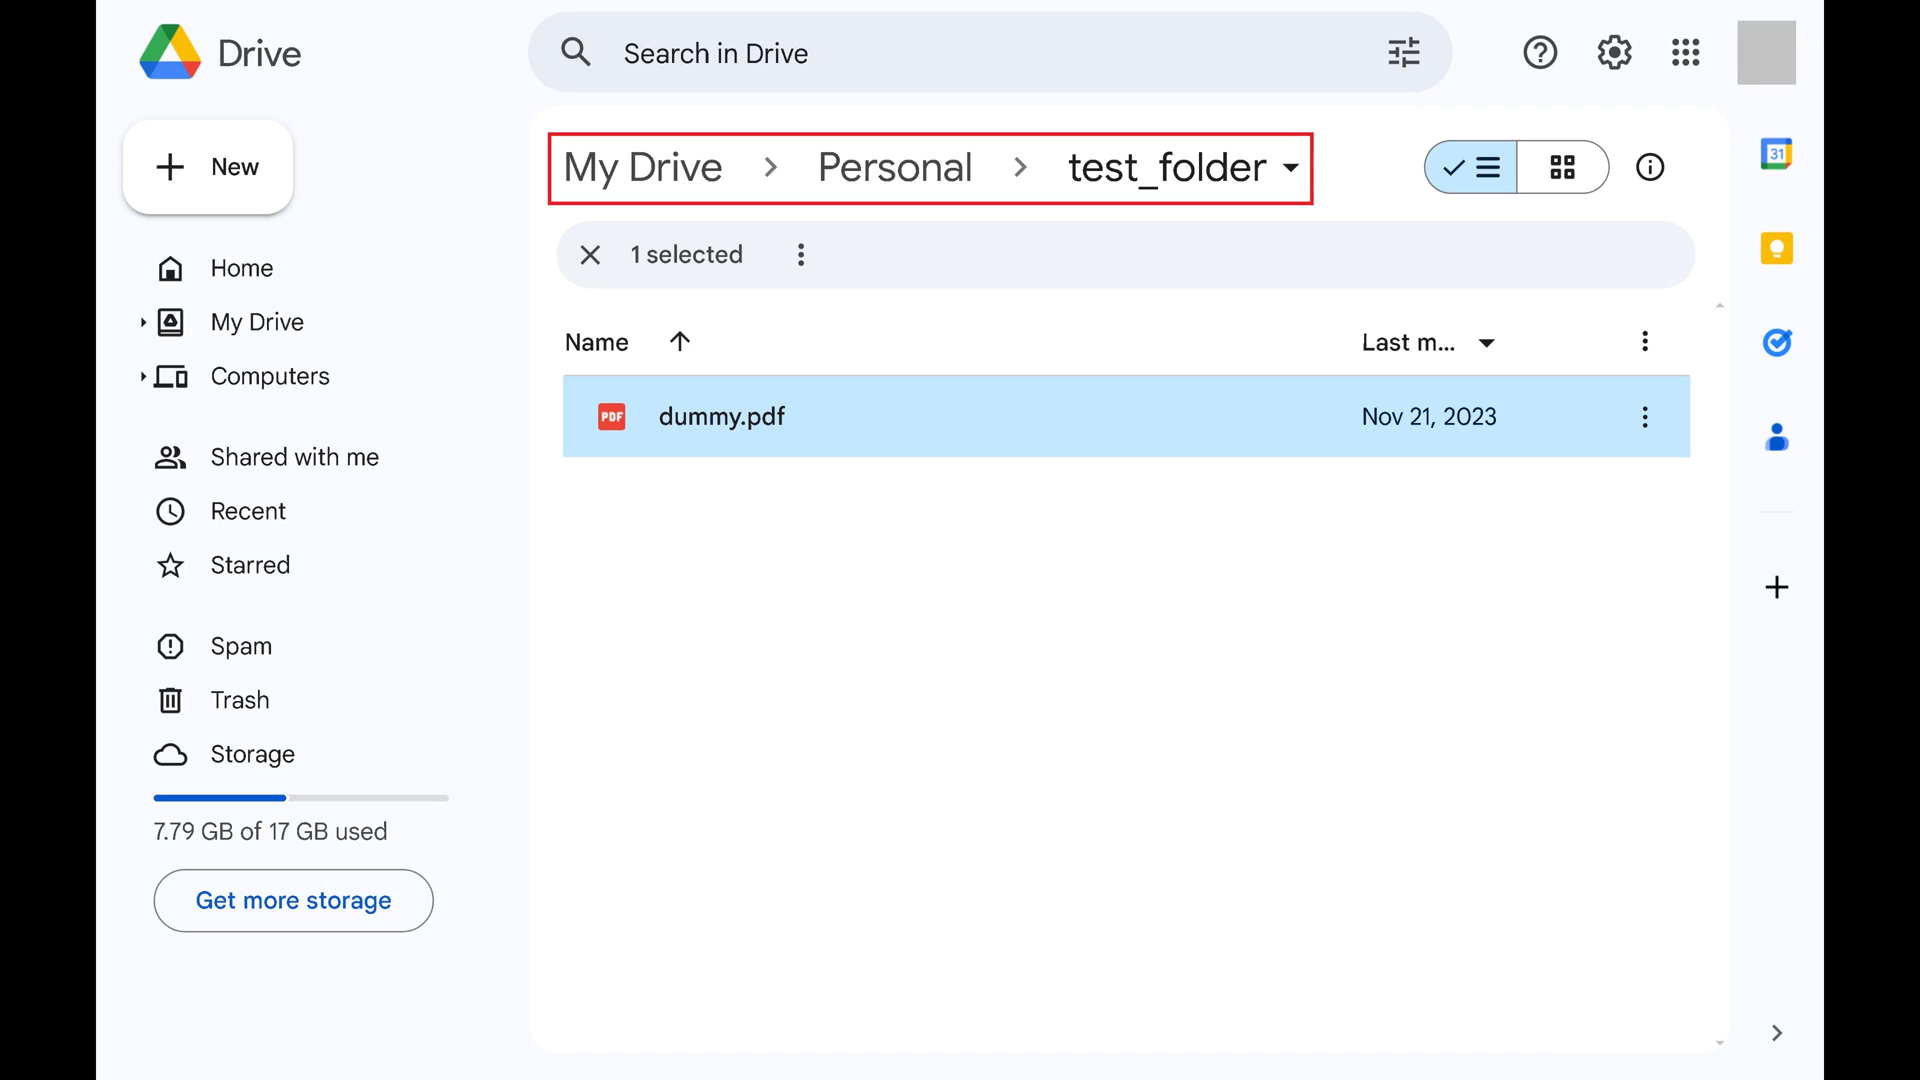 Drive
Search in Drive
New
My Drive
Personal
test_folder
31
1 selected
Home
My Drive
Computers
Name
Last m...
PDF
dummy.pdf
Nov 21, 2023
Shared with me
Recent
Starred
Spam
Trash
Storage
7.79 GB of 17 GB used
Get more storage